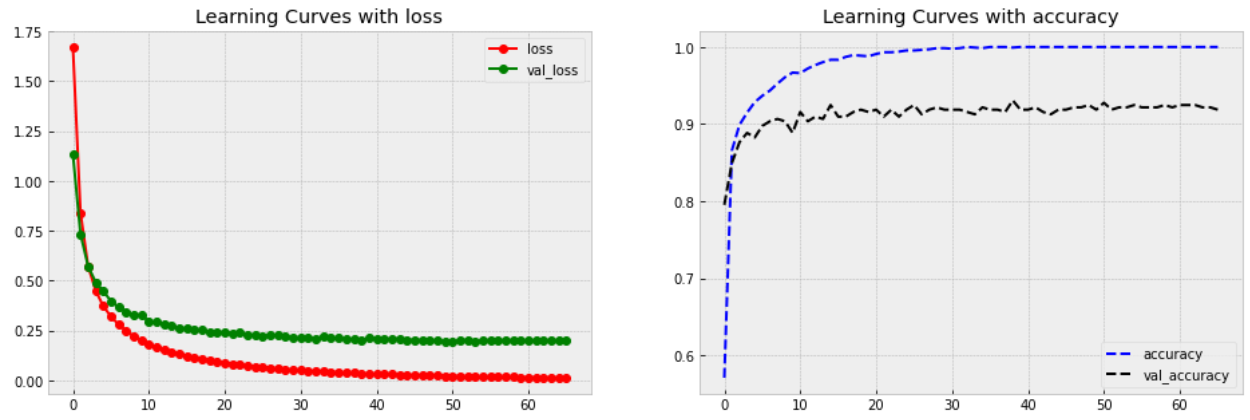 Learning Curves with loss
1.75
1.50
1.25
1.00
0.75
0.50
0.25
0.00
loss
val_loss
0 10 20 30 40 50 60
Learning Curves with accuracy
1.0
0.9
0.8
0.7
0.6
accuracy
val_accuracy
0 10 20 30 40 50 60